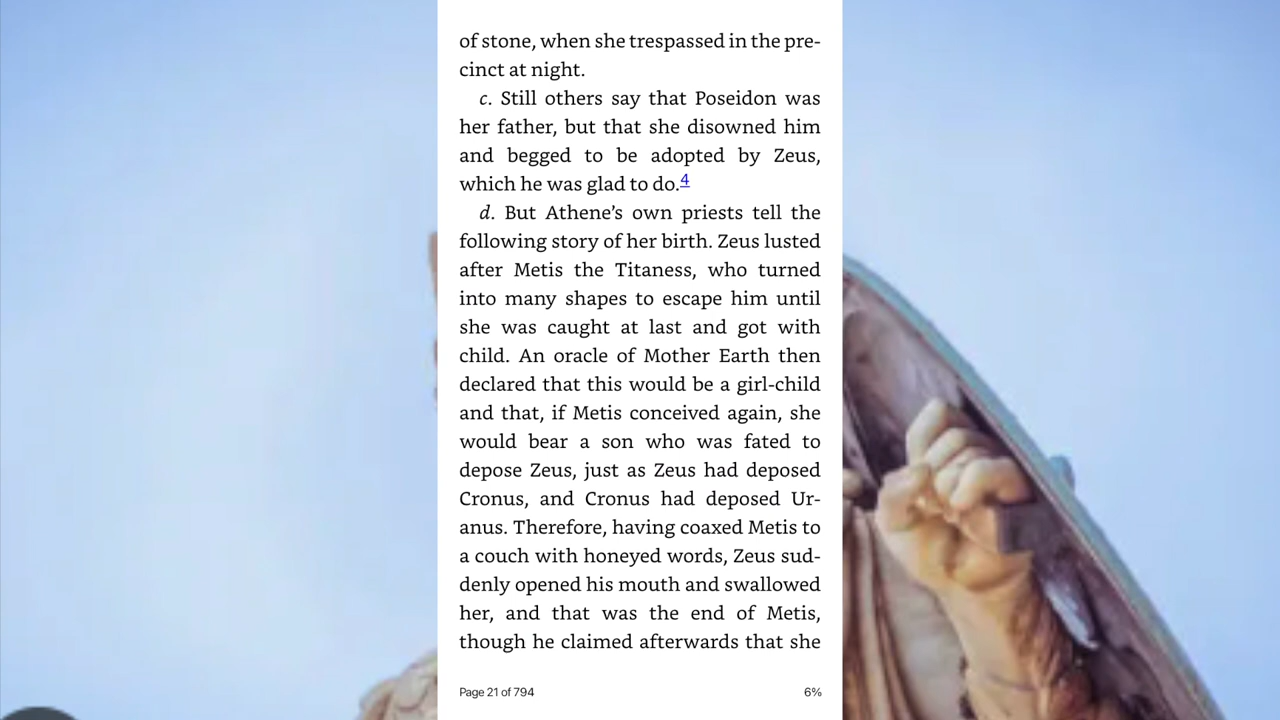 of stone, when she trespassed in the pre-
cinct at night.
c. Still others say that Poseidon was
her father, but that she disowned him
and begged to be adopted by Zeus,
which he was glad to do.4
d. But Athene’s own priests tell the
following story of her birth. Zeus lusted
after Metis the Titaness, who turned
into many shapes to escape him until
she was caught at last and got with
child. An oracle of Mother Earth then
declared that this would be a girl-child
and that, if Metis conceived again, she
would bear a son who was fated to
depose Zeus, just as Zeus had deposed
Cronus, and Cronus had deposed Ur-
anus. Therefore, having coaxed Metis to
a couch with honeyed words, Zeus sud-
denly opened his mouth and swallowed
her, and that was the end of Metis,
though he claimed afterwards that she
Page 21 of 794
6%